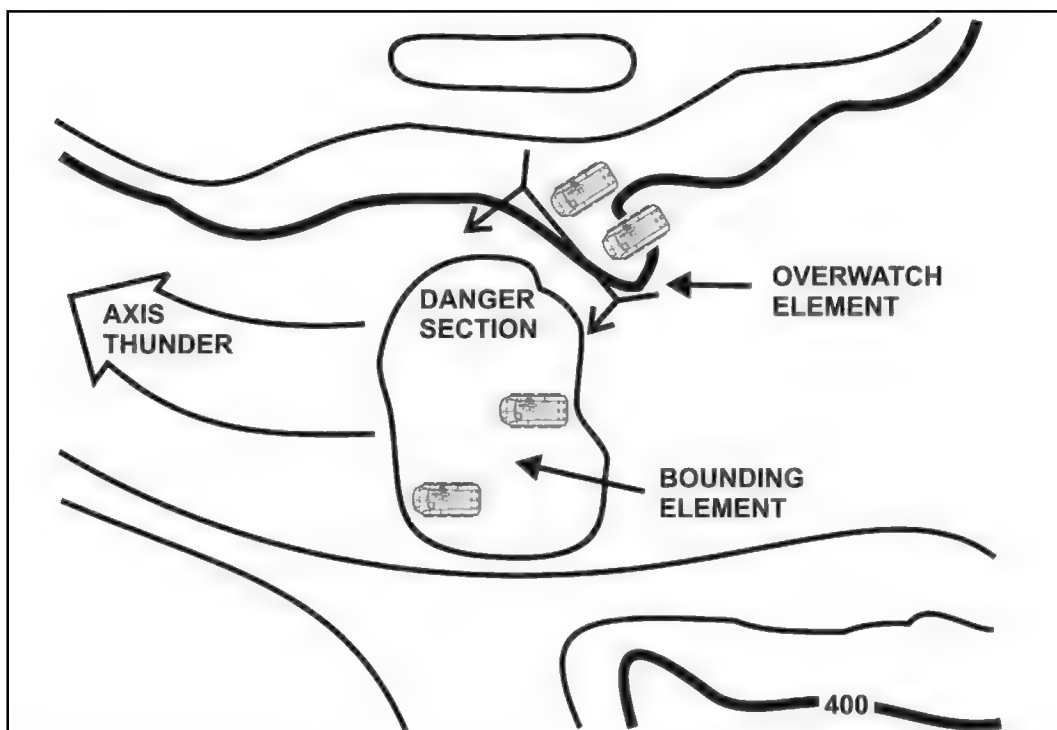 OVERWATCH
ELEMENT
DANGER
SECTION
AXIS
THUNDER
BOUNDING
ELEMENT
400